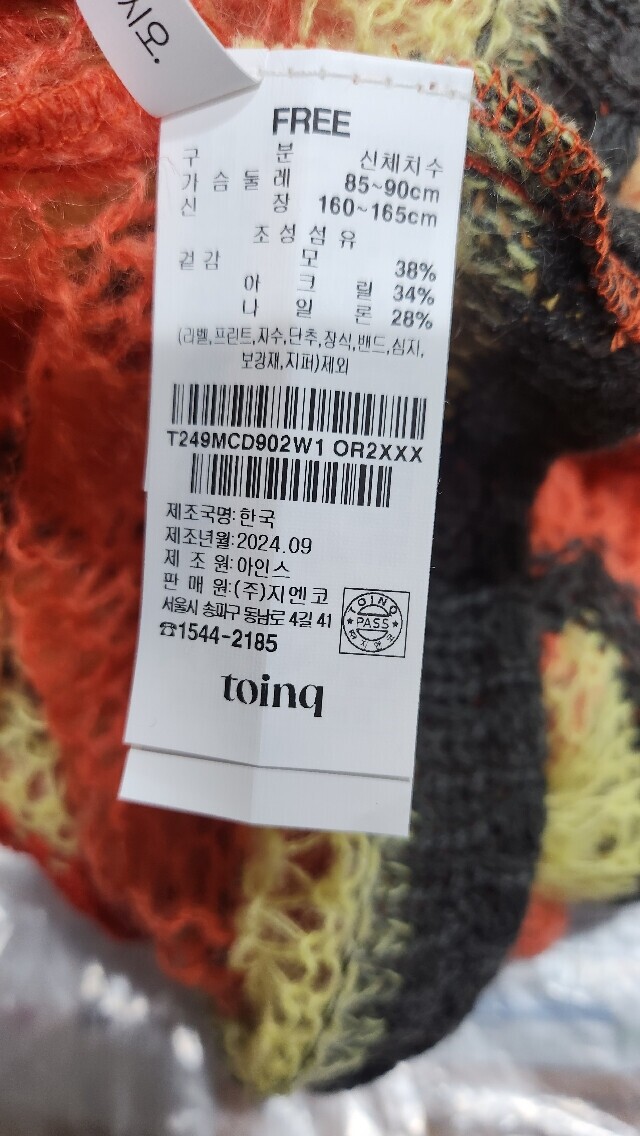 시오.
FREE
구 분 신체치수
가 슴 둘 레 85~90cm
신 장 160~165cm
조 성 섬 유
겉 감 모 38%
아 크 릴 34%
나 일 론 28%
(라벨,프린트,자수,단추,장식,밴드,심지,
보강재,지퍼)제외
T249MCD902W1 OR2XXX
제조국명:한국
제조년월:2024.09
제 조 원:아인스
판 매 원:(주)지엔코
서울시 송파구 동남로 4길 41
☎1544-2185
TOINQ
PASS
toinq